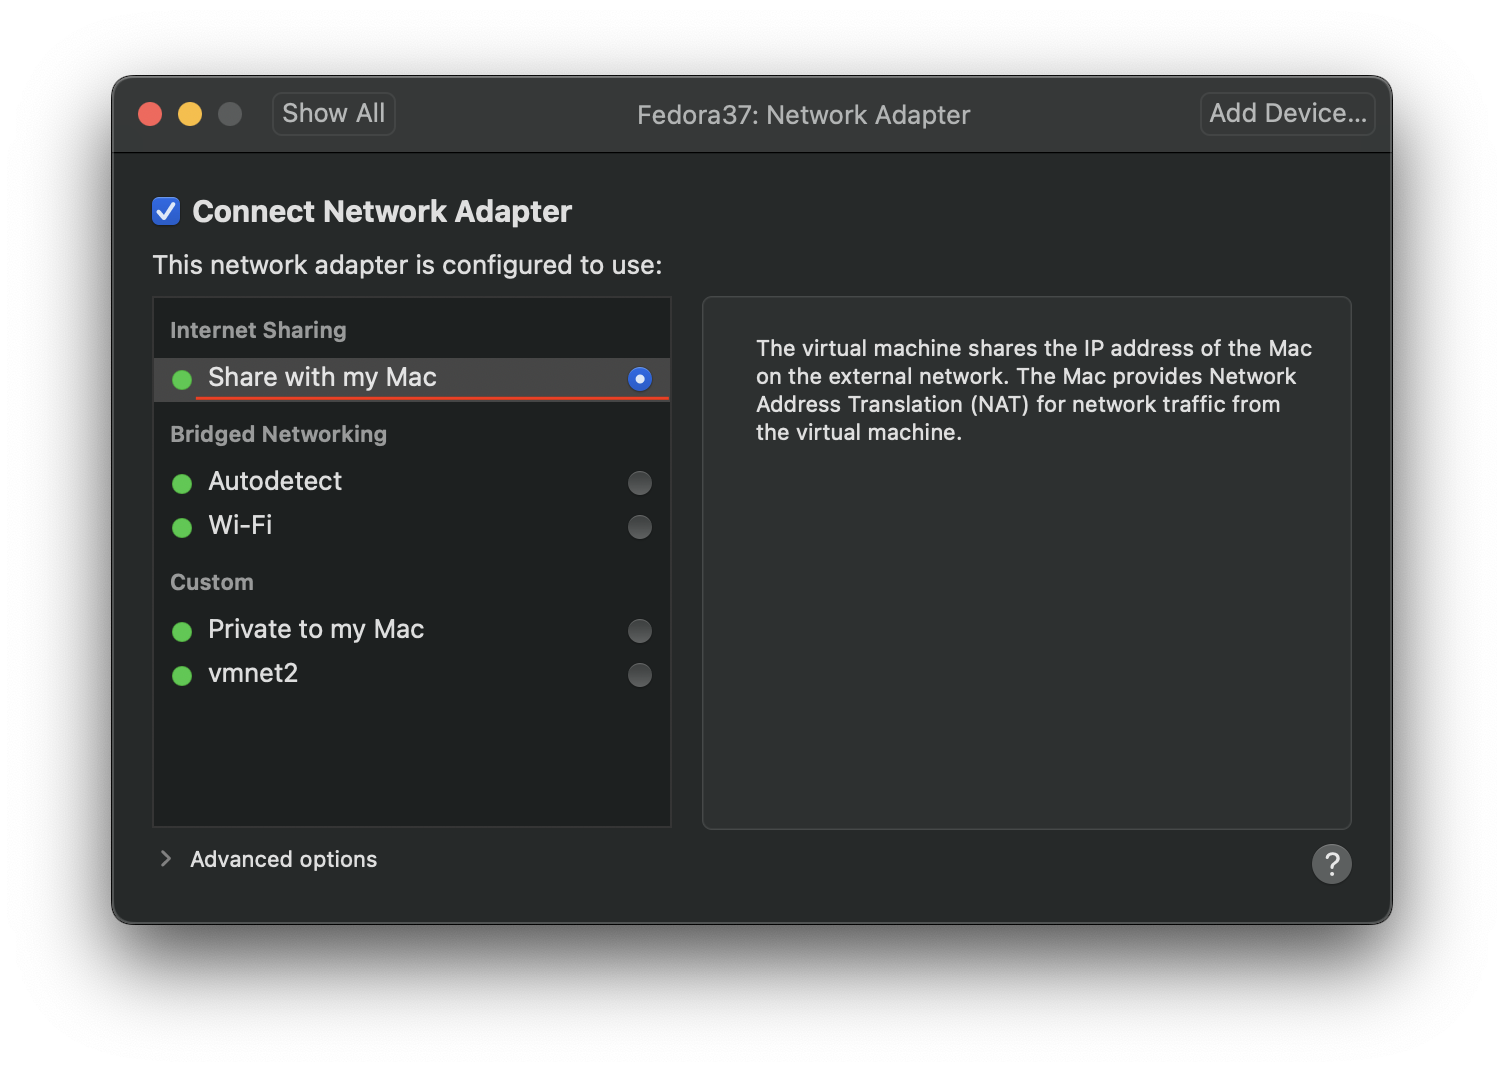 Show All
Fedora37: Network Adapter
Add Device...
Connect Network Adapter
This network adapter is configured to use:
Internet Sharing
Share with my Mac
Bridged Networking
Autodetect
Wi-Fi
Custom
Private to my Mac
vmnet2
The virtual machine shares the IP address of the Mac
on the external network. The Mac provides Network
Address Translation (NAT) for network traffic from
the virtual machine.
Advanced options
?